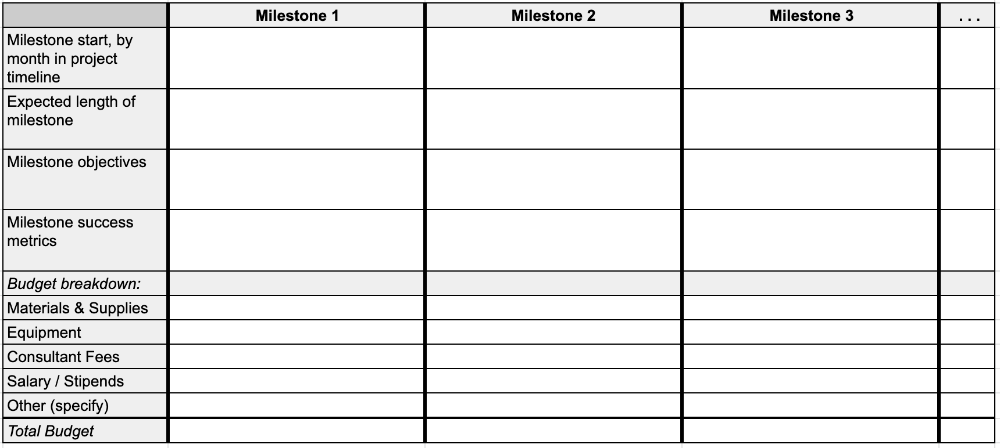 Milestone 1 Milestone 2 Milestone 3 . . .
Milestone start, by
month in project
timeline
Expected length of
milestone
Milestone objectives
Milestone success
metrics
Budget breakdown:
Materials & Supplies
Equipment
Consultant Fees
Salary / Stipends
Other (specify)
Total Budget